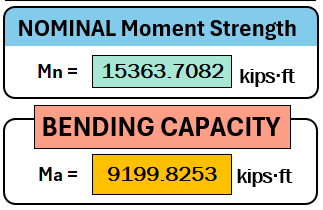 NOMINAL Moment Strength
Mn = 15363.7082 kips·ft
BENDING CAPACITY
Ma = 9199.8253 kips·ft